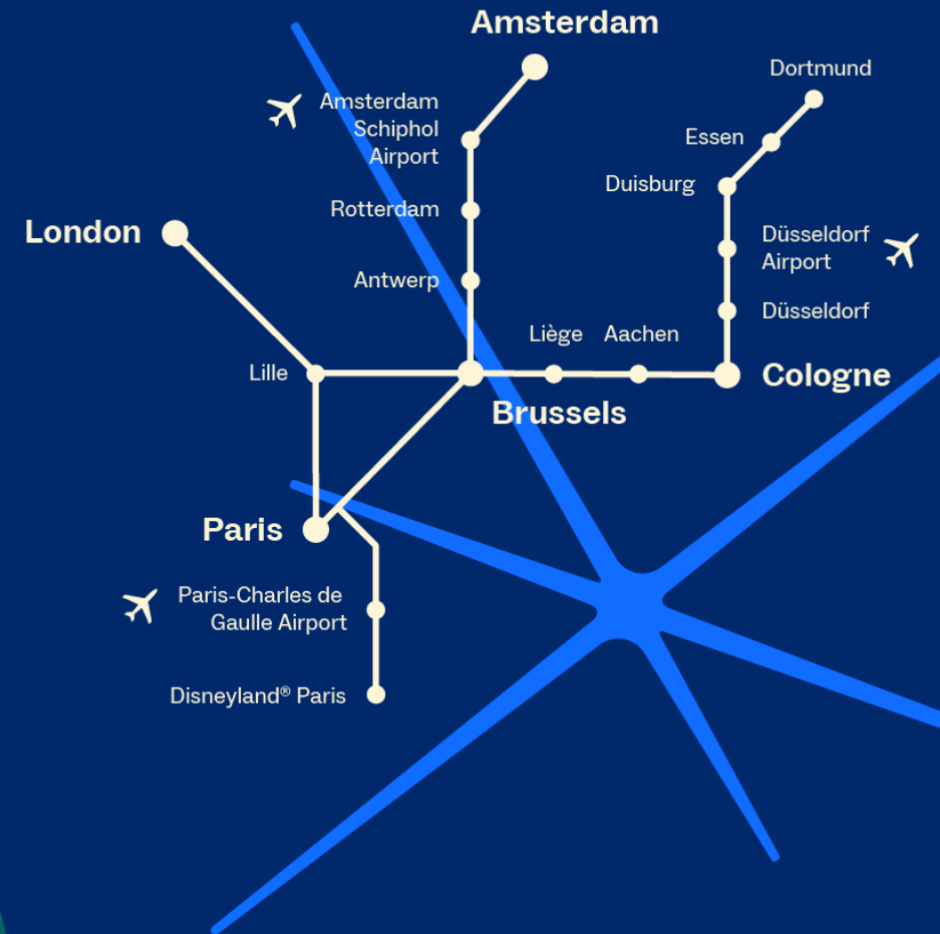 Amsterdam
Dortmund
Amsterdam
Schiphol
Airport
Essen
Duisburg
Rotterdam
London
Düsseldorf
Airport
Antwerp
Düsseldorf
Liège
Aachen
Lille
Cologne
Brussels
Paris
Paris-Charles de
Gaulle Airport
Disneyland® Paris